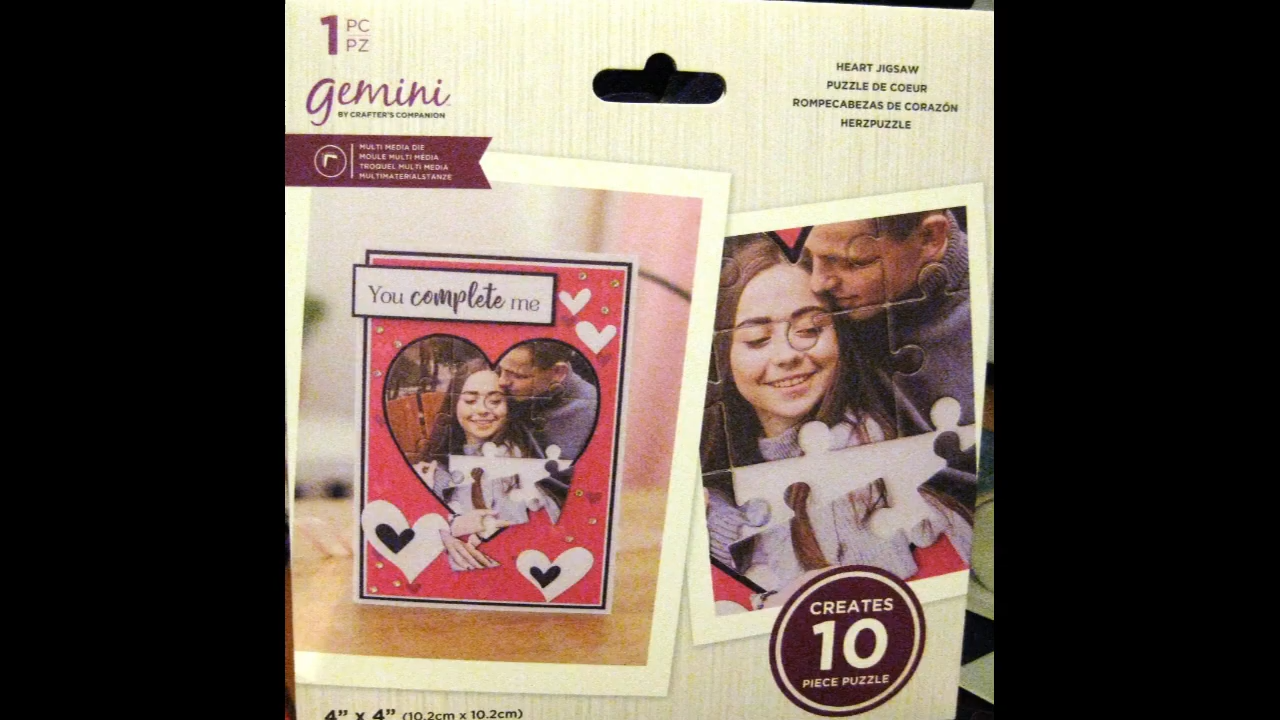 1 PC
PZ
gemini
BY CRAFTER'S COMPANION
HEART JIGSAW
PUZZLE DE COEUR
ROMPECABEZAS DE CORAZÓN
HERZPUZZLE
MULTI MEDIA DIE
MOULE MULTI MÉDIA
TROQUEL MULTI MEDIA
MULTIMATERIALSTANZE
You complete me
CREATES
10
PIECE PUZZLE
4” x 4” (10.2cm x 10.2cm)